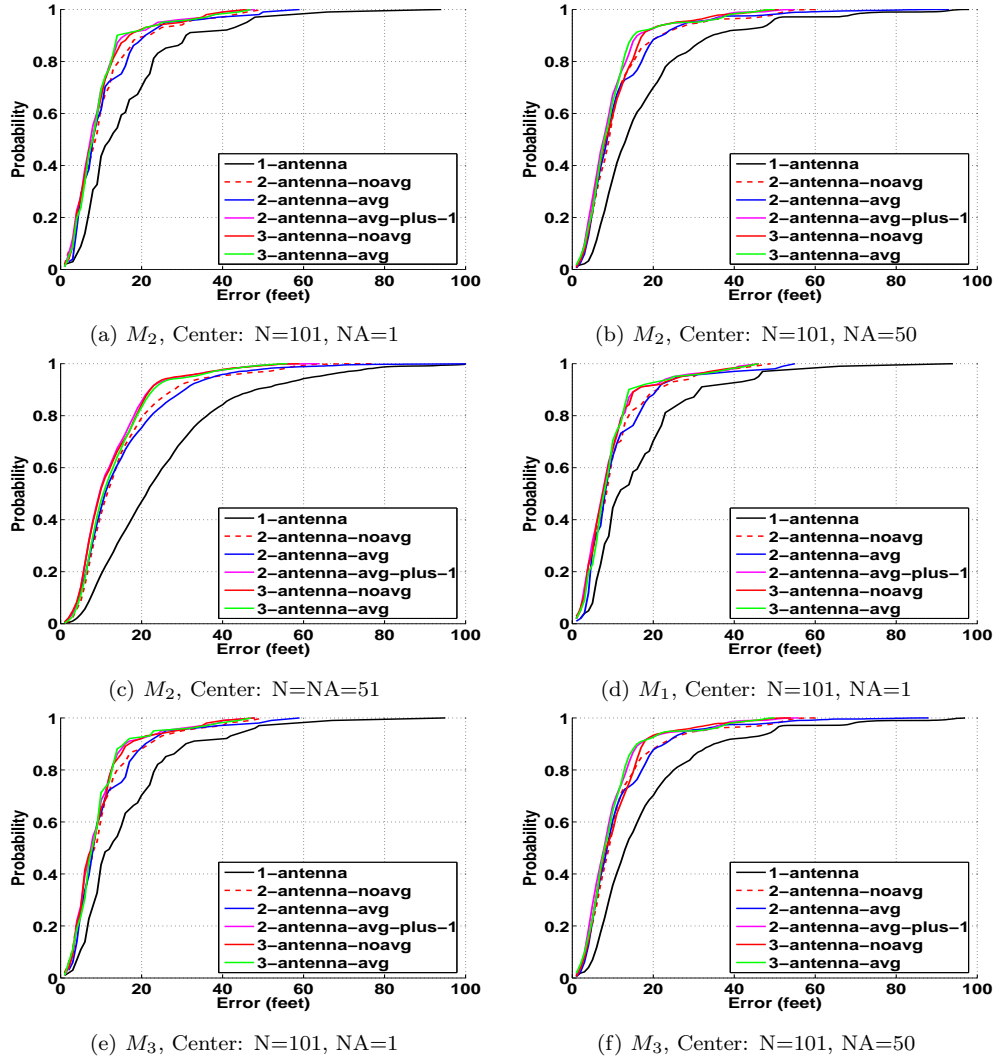 1
0.8
0.6
0.4
0.2
0
Probability
0 20 40 60 80 100
Error (feet)
1−antenna
2−antenna−noavg
2−antenna−avg
2−antenna−avg−plus−1
3−antenna−noavg
3−antenna−avg
(a) M₂, Center: N=101, NA=1
1
0.8
0.6
0.4
0.2
0
Probability
0 20 40 60 80 100
Error (feet)
1−antenna
2−antenna−noavg
2−antenna−avg
2−antenna−avg−plus−1
3−antenna−noavg
3−antenna−avg
(b) M₂, Center: N=101, NA=50
1
0.8
0.6
0.4
0.2
0
Probability
0 20 40 60 80 100
Error (feet)
1−antenna
2−antenna−noavg
2−antenna−avg
2−antenna−avg−plus−1
3−antenna−noavg
3−antenna−avg
(c) M₂, Center: N=NA=51
1
0.8
0.6
0.4
0.2
0
Probability
0 20 40 60 80 100
Error (feet)
1−antenna
2−antenna−noavg
2−antenna−avg
2−antenna−avg−plus−1
3−antenna−noavg
3−antenna−avg
(d) M₁, Center: N=101, NA=1
1
0.8
0.6
0.4
0.2
0
Probability
0 20 40 60 80 100
Error (feet)
1−antenna
2−antenna−noavg
2−antenna−avg
2−antenna−avg−plus−1
3−antenna−noavg
3−antenna−avg
(e) M₃, Center: N=101, NA=1
1
0.8
0.6
0.4
0.2
0
Probability
0 20 40 60 80 100
Error (feet)
1−antenna
2−antenna−noavg
2−antenna−avg
2−antenna−avg−plus−1
3−antenna−noavg
3−antenna−avg
(f) M₃, Center: N=101, NA=50